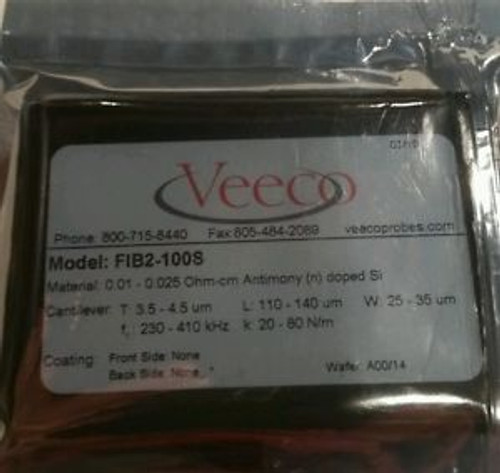 Veeco
Phone: 800-715-8440 Fax:805-484-2089 veecoprobes.com
Model: FIB2-100S
Material: 0.01 - 0.025 Ohm-cm Antimony (n) doped Si
Cantilever: T: 3.5 - 4.5 um L: 110 - 140 um W: 25 - 35 um
f₀: 230 - 410 kHz k: 20 - 80 N/m
Coating: Front Side: None
Back Side: None Wafer: A00/14